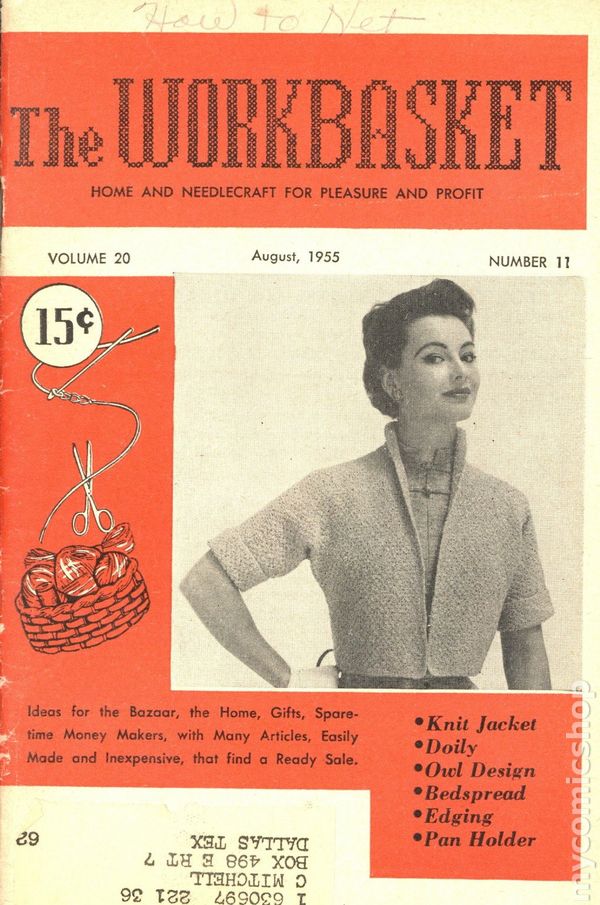 How to Net
The WORKBASKET
HOME AND NEEDLECRAFT FOR PLEASURE AND PROFIT
VOLUME 20 August, 1955 NUMBER 11
15¢
Ideas for the Bazaar, the Home, Gifts, Spare-
time Money Makers, with Many Articles, Easily
Made and Inexpensive, that find a Ready Sale.
•Knit Jacket
•Doily
•Owl Design
•Bedspread
•Edging
•Pan Holder
1 630697 221 36
C MITCHELL
BOX 498 E RT 7
DALLAS TEX
62
mycomicshop